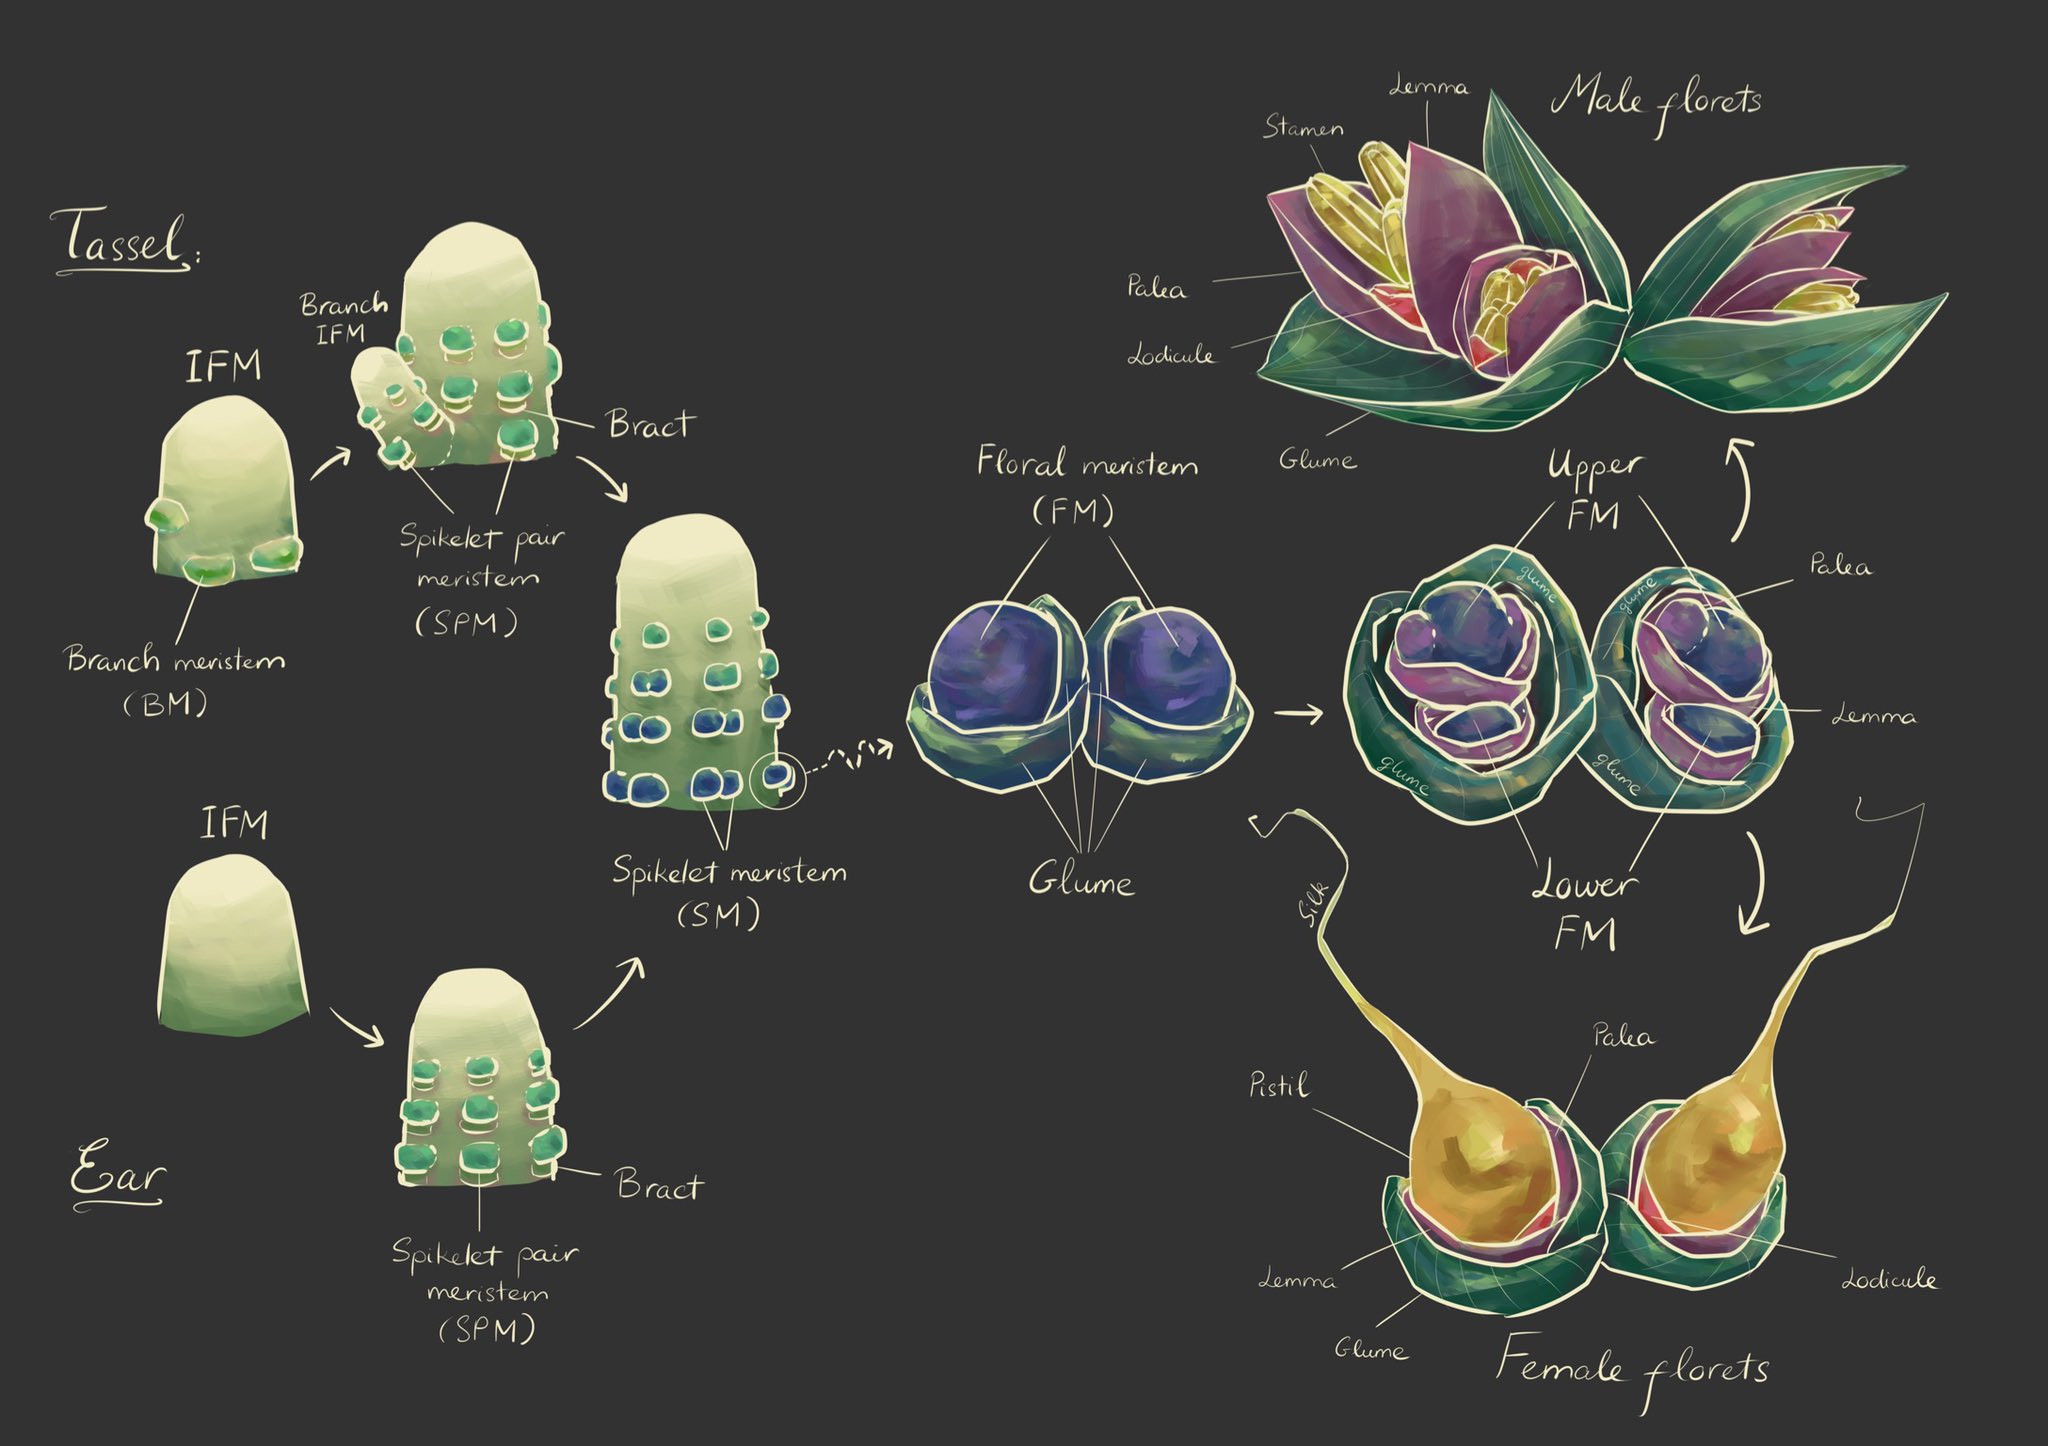 Tassel:
IFM
Branch meristem
(BM)
Branch
IFM
Bract
Spikelet pair
meristem
(SPM)
Ear
IFM
Bract
Spikelet pair
meristem
(SPM)
Spikelet meristem
(SM)
Floral meristem
(FM)
Glume
Upper
FM
Palea
Lemma
glume
glume
glume
glume
Lower
FM
Male florets
Lemma
Stamen
Palea
Lodicule
Glume
Silk
Pistil
Palea
Lemma
Glume
Lodicule
Female florets